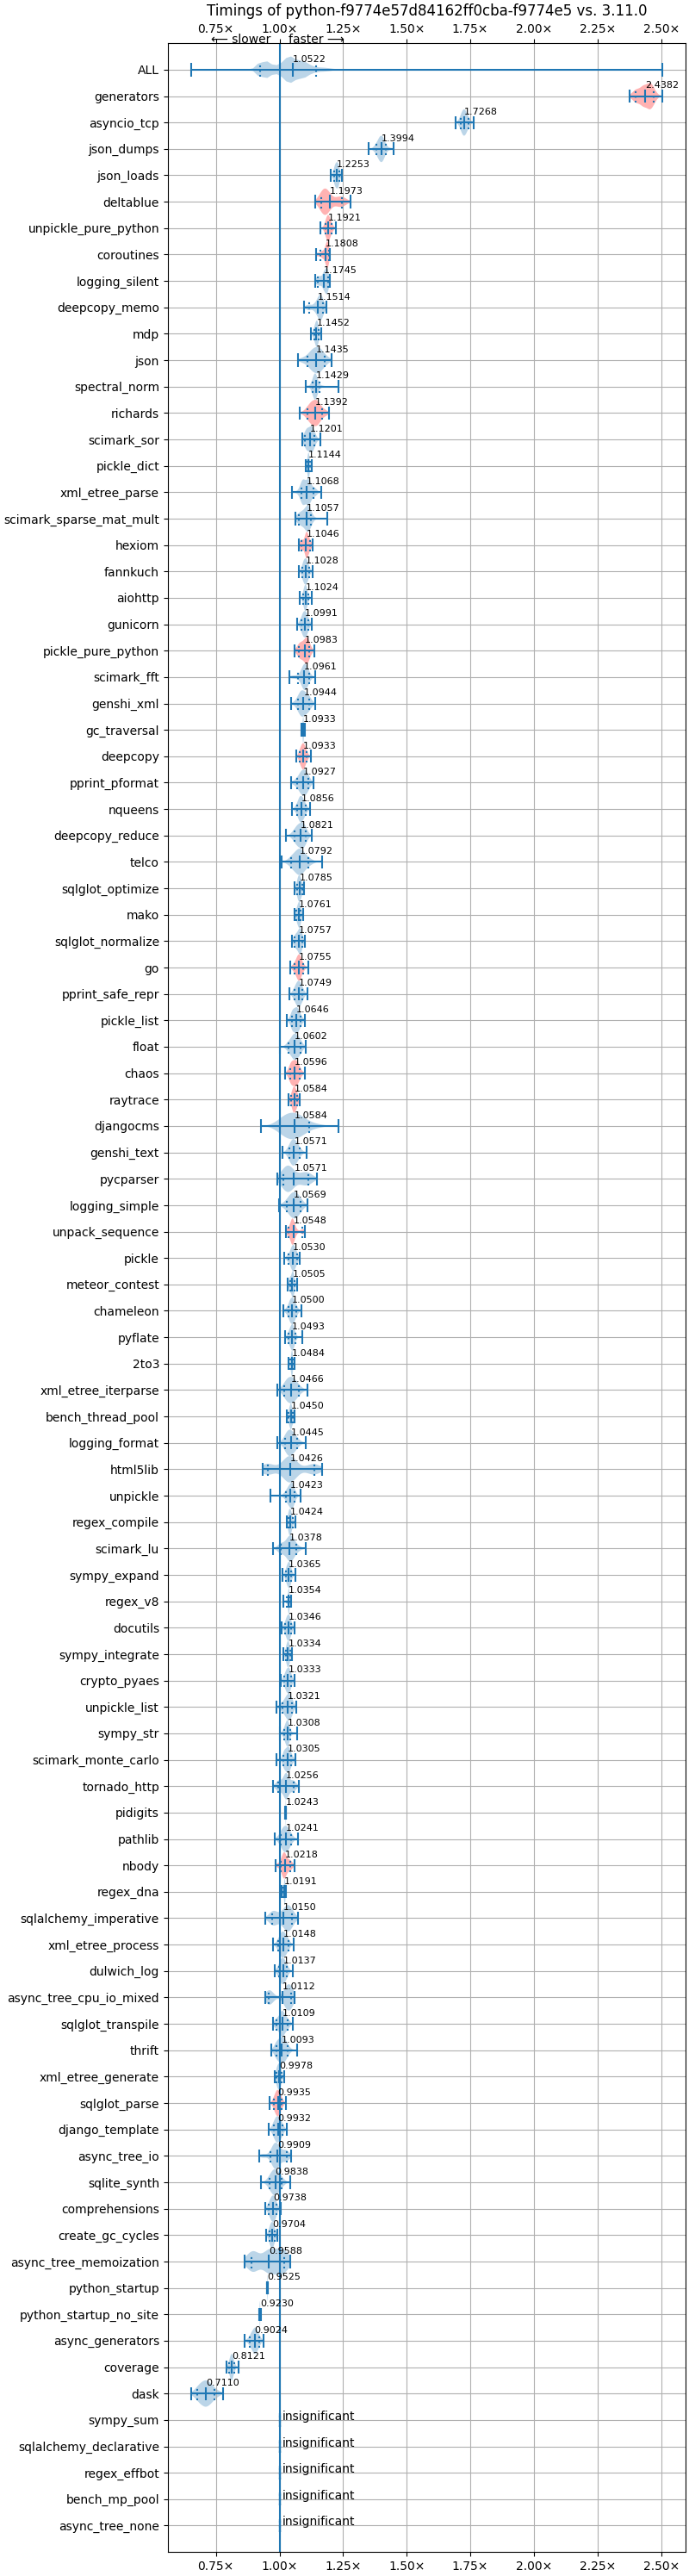 Timings of python-f9774e57d84162ff0cba-f9774e5 vs. 3.11.0
0.75× 1.00× 1.25× 1.50× 1.75× 2.00× 2.25× 2.50×
⟵ slower faster ⟶
ALL 1.0522
generators 2.4382
asyncio_tcp 1.7268
json_dumps 1.3994
json_loads 1.2253
deltablue 1.1973
unpickle_pure_python 1.1921
coroutines 1.1808
logging_silent 1.1745
deepcopy_memo 1.1514
mdp 1.1452
json 1.1435
spectral_norm 1.1429
richards 1.1392
scimark_sor 1.1201
pickle_dict 1.1144
xml_etree_parse 1.1068
scimark_sparse_mat_mult 1.1057
hexiom 1.1046
fannkuch 1.1028
aiohttp 1.1024
gunicorn 1.0991
pickle_pure_python 1.0983
scimark_fft 1.0961
genshi_xml 1.0944
gc_traversal 1.0933
deepcopy 1.0933
pprint_pformat 1.0927
nqueens 1.0856
deepcopy_reduce 1.0821
telco 1.0792
sqlglot_optimize 1.0785
mako 1.0761
sqlglot_normalize 1.0757
go 1.0755
pprint_safe_repr 1.0749
pickle_list 1.0646
float 1.0602
chaos 1.0596
raytrace 1.0584
djangocms 1.0584
genshi_text 1.0571
pycparser 1.0571
logging_simple 1.0569
unpack_sequence 1.0548
pickle 1.0530
meteor_contest 1.0505
chameleon 1.0500
pyflate 1.0493
2to3 1.0484
xml_etree_iterparse 1.0466
bench_thread_pool 1.0450
logging_format 1.0445
html5lib 1.0426
unpickle 1.0423
regex_compile 1.0424
scimark_lu 1.0378
sympy_expand 1.0365
regex_v8 1.0354
docutils 1.0346
sympy_integrate 1.0334
crypto_pyaes 1.0333
unpickle_list 1.0321
sympy_str 1.0308
scimark_monte_carlo 1.0305
tornado_http 1.0256
pidigits 1.0243
pathlib 1.0241
nbody 1.0218
regex_dna 1.0191
sqlalchemy_imperative 1.0150
xml_etree_process 1.0148
dulwich_log 1.0137
async_tree_cpu_io_mixed 1.0112
sqlglot_transpile 1.0109
thrift 1.0093
xml_etree_generate 0.9978
sqlglot_parse 0.9935
django_template 0.9932
async_tree_io 0.9909
sqlite_synth 0.9838
comprehensions 0.9738
create_gc_cycles 0.9704
async_tree_memoization 0.9588
python_startup 0.9525
python_startup_no_site 0.9230
async_generators 0.9024
coverage 0.8121
dask 0.7110
sympy_sum insignificant
sqlalchemy_declarative insignificant
regex_effbot insignificant
bench_mp_pool insignificant
async_tree_none insignificant
0.75× 1.00× 1.25× 1.50× 1.75× 2.00× 2.25× 2.50×